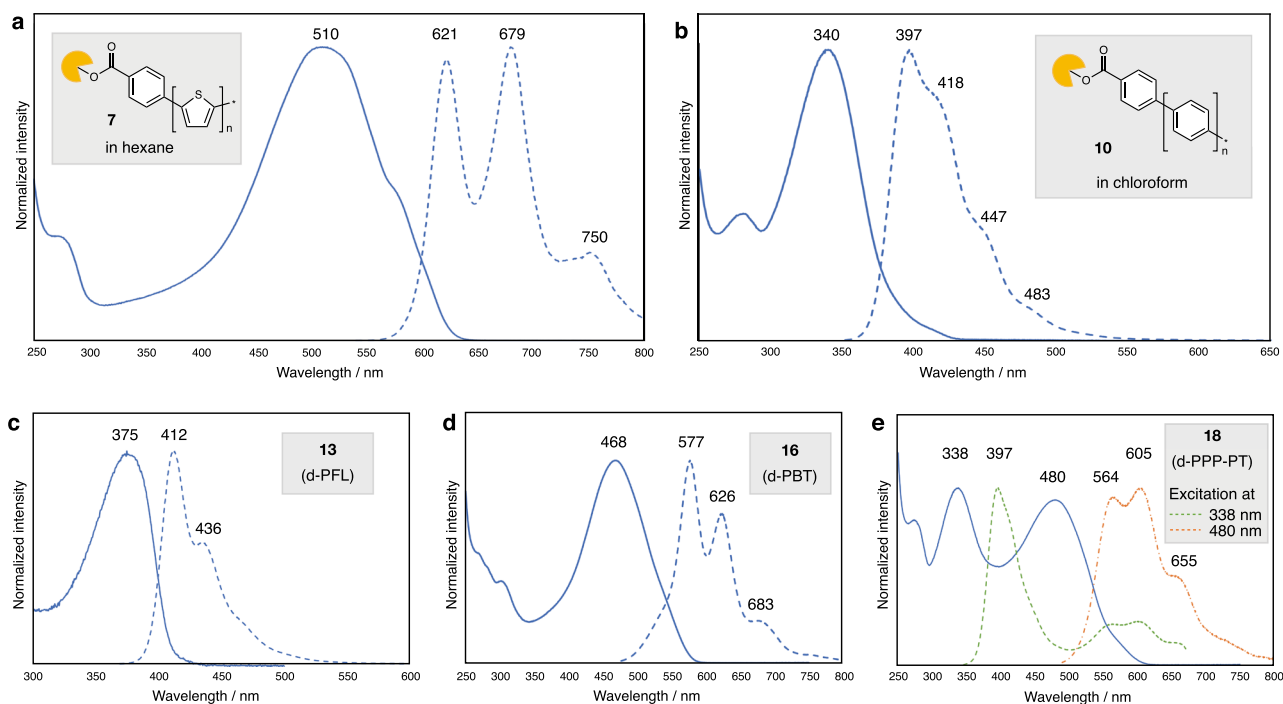 a
510
621
679
750
O
O
S
n
*
7
in hexane
Normalized intensity
250 300 350 400 450 500 550 600 650 700 750 800
Wavelength / nm
b
340
397
418
447
483
O
O
n
*
10
in chloroform
Normalized intensity
250 300 350 400 450 500 550 600 650
Wavelength / nm
c
375
412
436
13
(d-PFL)
Normalized intensity
300 350 400 450 500 550 600
Wavelength / nm
d
468
577
626
683
16
(d-PBT)
Normalized intensity
250 300 350 400 450 500 550 600 650 700 750 800
Wavelength / nm
e
338
397
480
564
605
655
18
(d-PPP-PT)
Excitation at
338 nm
480 nm
Normalized intensity
250 300 350 400 450 500 550 600 650 700 750 800
Wavelength / nm